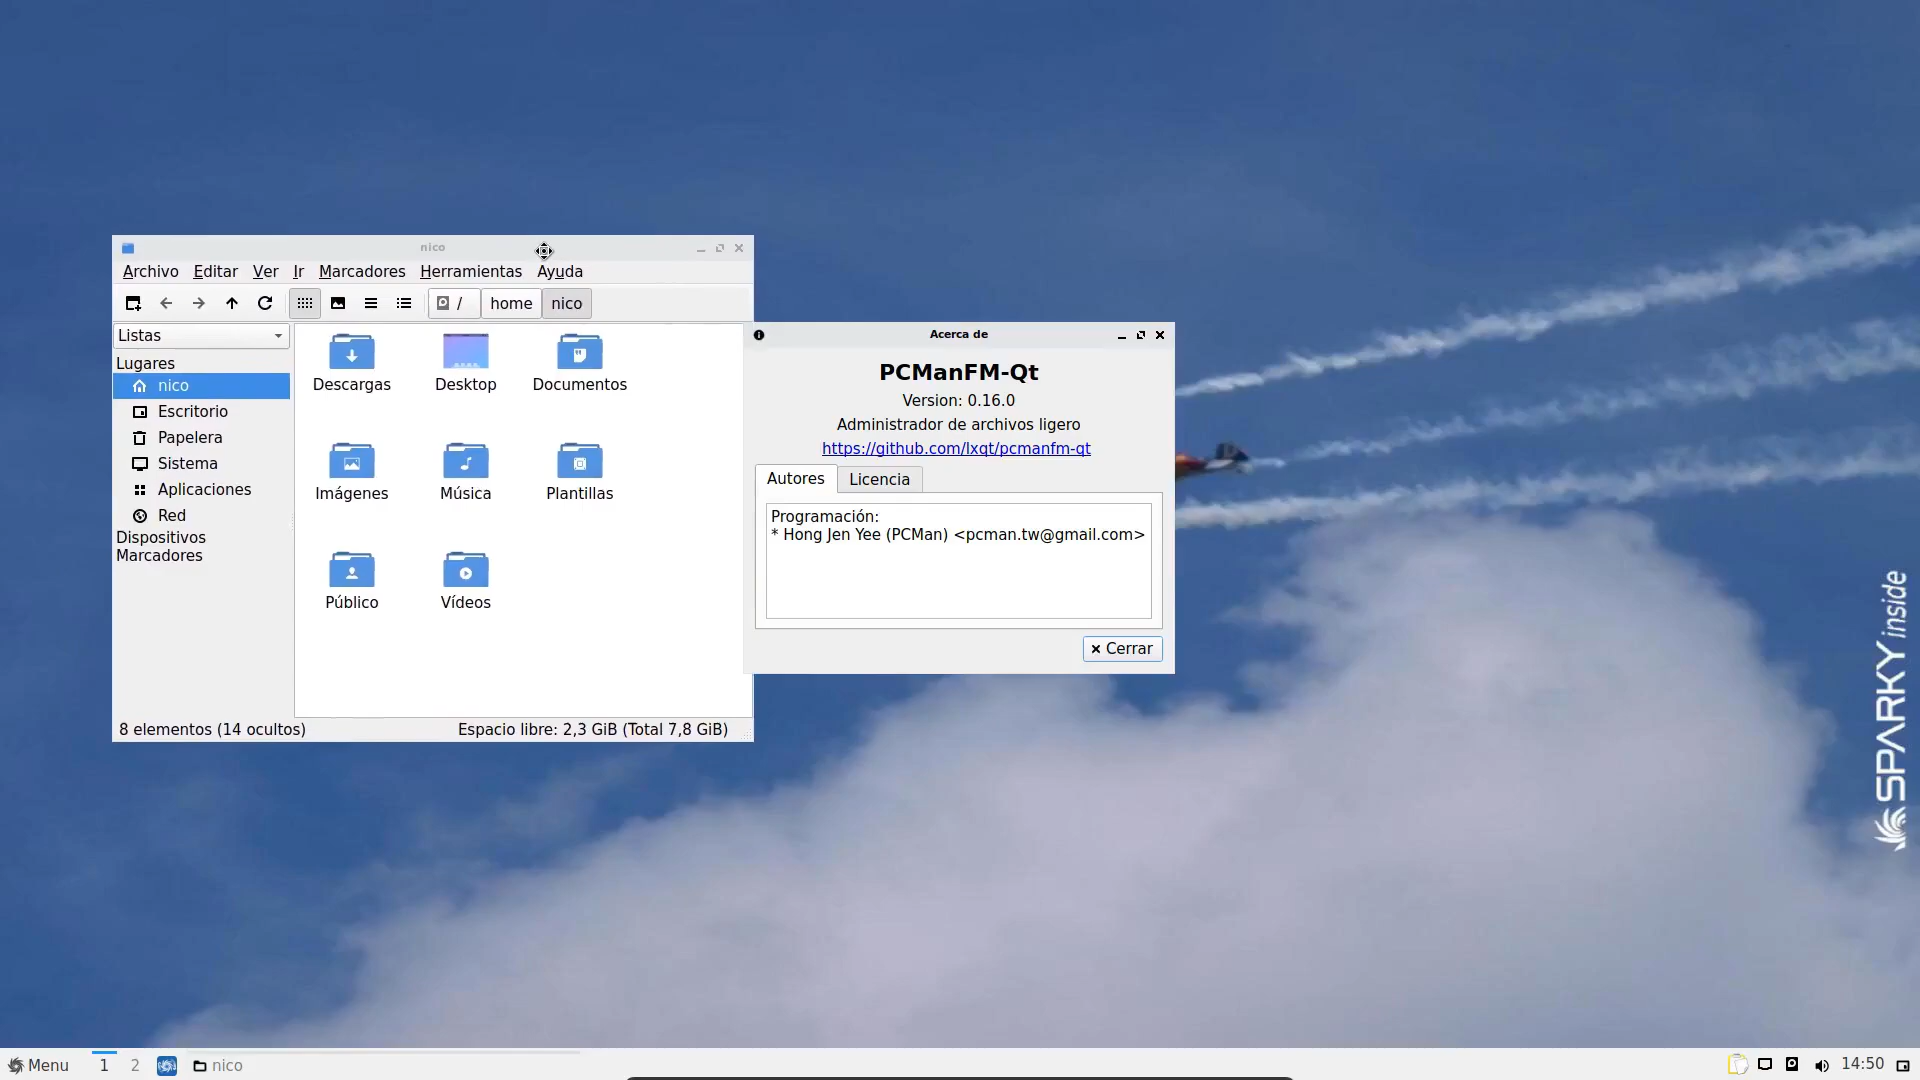 nico
Archivo Editar Ver Ir Marcadores Herramientas Ayuda
/ home nico
Listas
Lugares
nico
Escritorio
Papelera
Sistema
Aplicaciones
Red
Dispositivos
Marcadores
Descargas Desktop Documentos
Imágenes Música Plantillas
Público Vídeos
8 elementos (14 ocultos) Espacio libre: 2,3 GiB (Total 7,8 GiB)
Acerca de
PCManFM-Qt
Version: 0.16.0
Administrador de archivos ligero
https://github.com/lxqt/pcmanfm-qt
Autores Licencia
Programación:
* Hong Jen Yee (PCMan) <pcman.tw@gmail.com>
Cerrar
SPARKY inside
Menu 1 2 nico 14:50